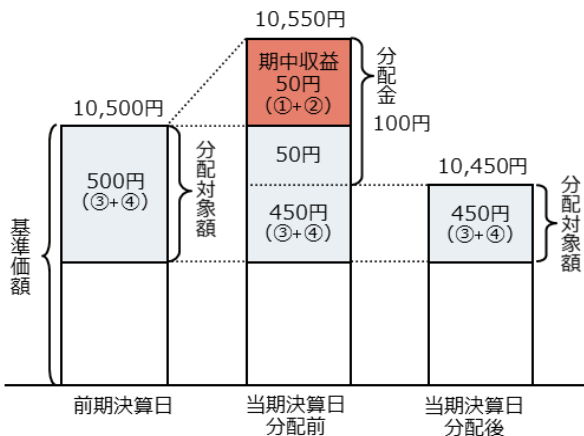 10,550円
期中収益
50円
(①+②)
分配金
100円
10,500円
50円
10,450円
500円
(③+④)
分配対象額
450円
(③+④)
450円
(③+④)
分配対象額
基準価額
前期決算日
当期決算日
分配前
当期決算日
分配後